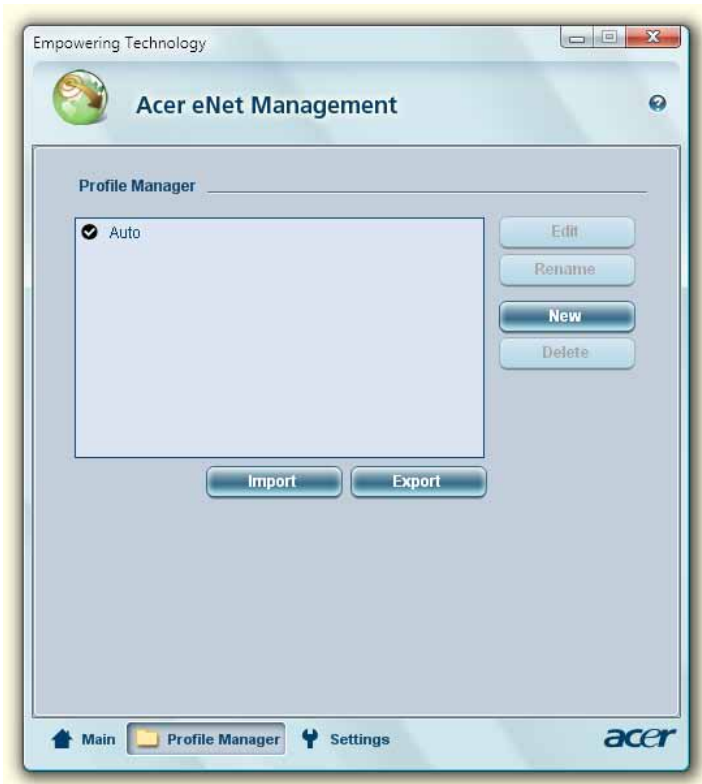 Empowering Technology
Acer eNet Management
Profile Manager
Auto
Edit
Rename
New
Delete
Import
Export
Main
Profile Manager
Settings
acer